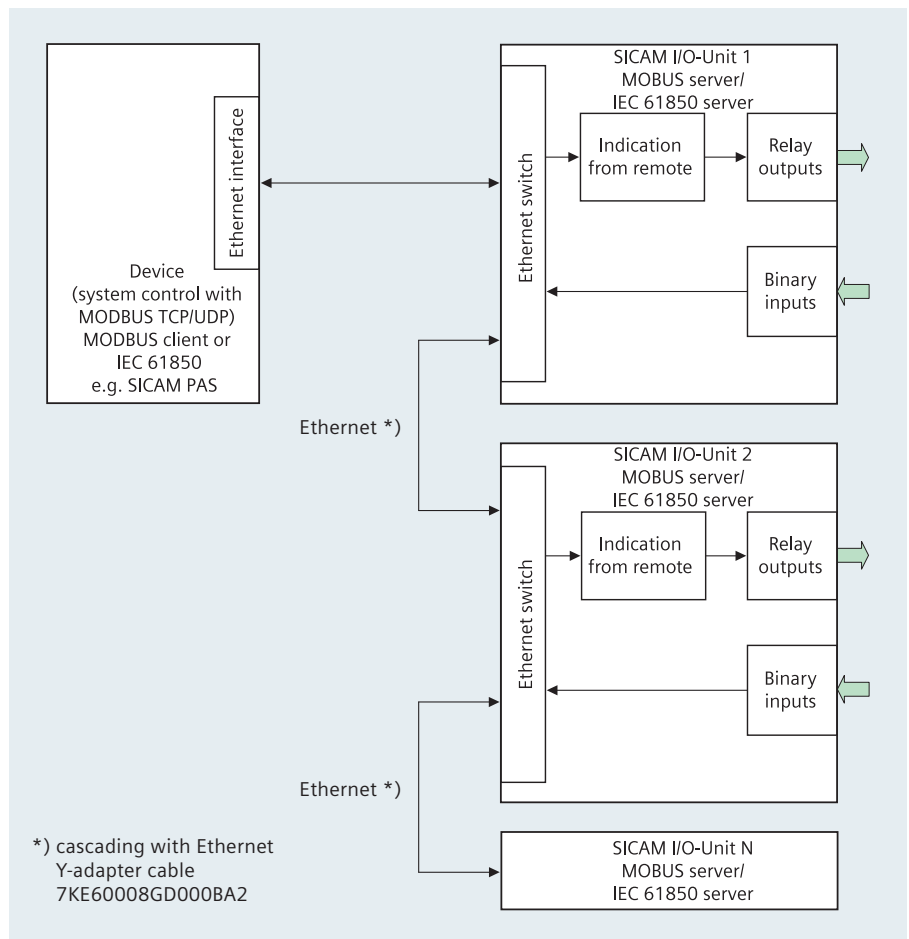 Ethernet interface
Device
(system control with
MODBUS TCP/UDP)
MODBUS client or
IEC 61850
e.g. SICAM PAS
SICAM I/O-Unit 1
MOBUS server/
IEC 61850 server
Ethernet switch
Indication
from remote
Relay
outputs
Binary
inputs
Ethernet *)
SICAM I/O-Unit 2
MOBUS server/
IEC 61850 server
Ethernet switch
Indication
from remote
Relay
outputs
Binary
inputs
Ethernet *)
SICAM I/O-Unit N
MOBUS server/
IEC 61850 server
*) cascading with Ethernet
Y-adapter cable
7KE60008GD000BA2